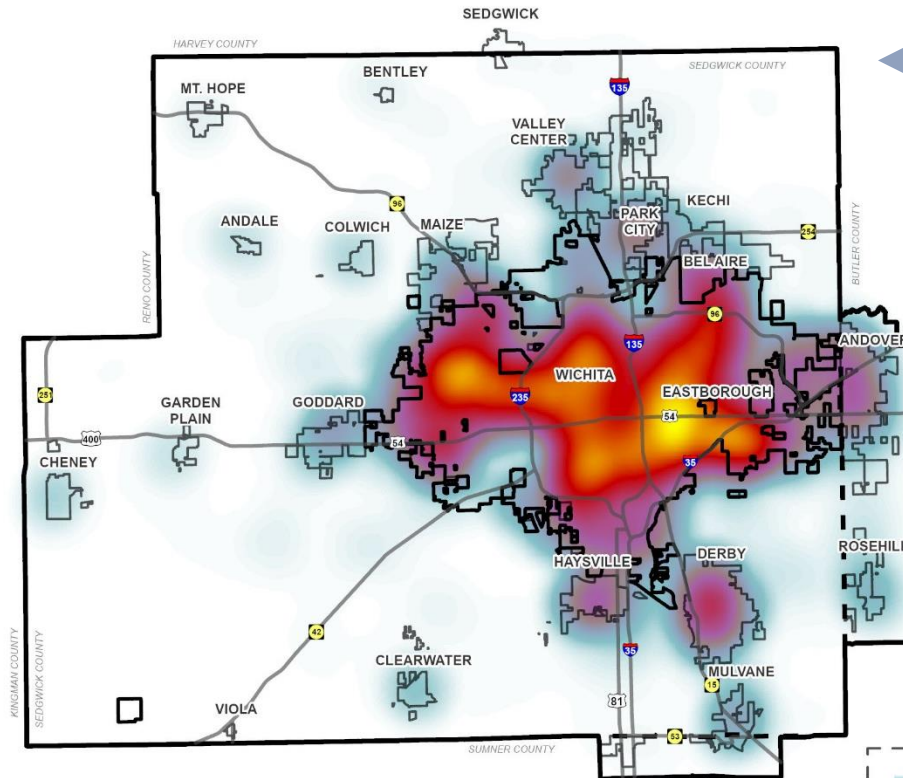 SEDGWICK
HARVEY COUNTY
SEDGWICK COUNTY
BENTLEY
MT. HOPE
135
VALLEY
CENTER
96
ANDALE
COLWICH
MAIZE
PARK
CITY
KECHI
254
BEL AIRE
RENO COUNTY
BUTLER COUNTY
96
135
ANDOVER
WICHITA
EASTBOROUGH
251
235
GARDEN
PLAIN
GODDARD
54
400
54
35
CHENEY
HAYSVILLE
DERBY
ROSEHIL
42
KINGMAN COUNTY
SEDGWICK COUNTY
CLEARWATER
35
MULVANE
15
81
VIOLA
53
SUMNER COUNTY